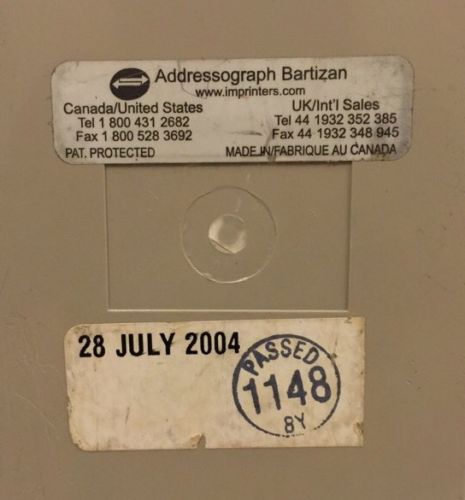 Addressograph Bartizan
www.imprinters.com
Canada/United States
Tel 1 800 431 2682
Fax 1 800 528 3692
PAT. PROTECTED
UK/Int'l Sales
Tel 44 1932 352 385
Fax 44 1932 348 945
MADE IN/FABRIQUE AU CANADA
28 JULY 2004
PASSED
1148
8Y